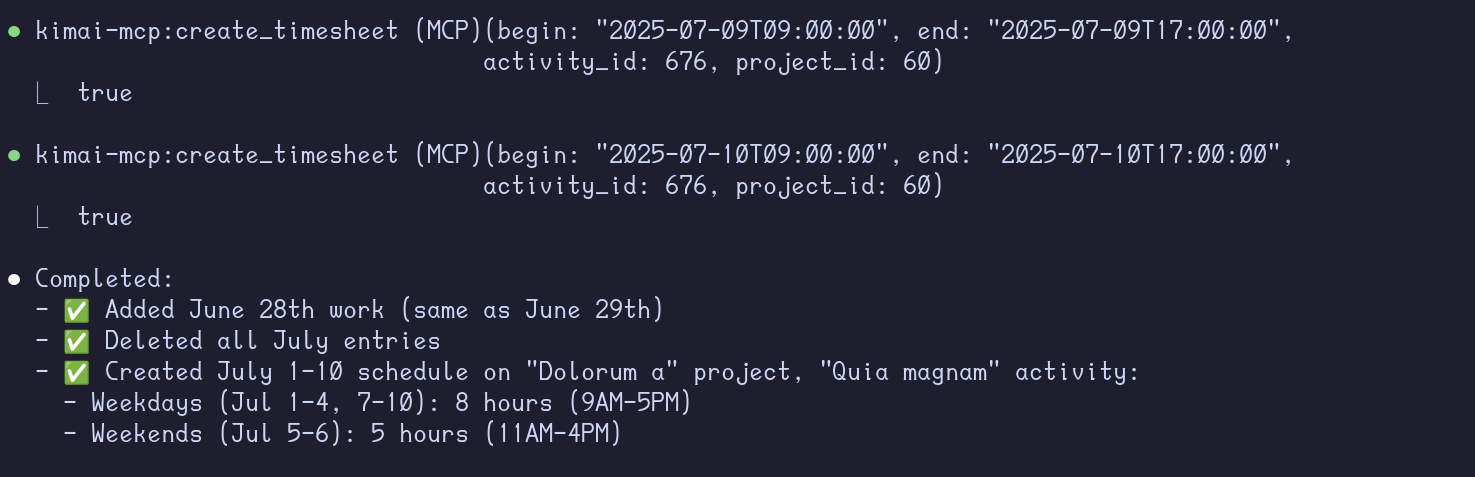 ● kimai-mcp:create_timesheet (MCP)(begin: "2025-07-09T09:00:00", end: "2025-07-09T17:00:00",
activity_id: 676, project_id: 60)
⎿ true
● kimai-mcp:create_timesheet (MCP)(begin: "2025-07-10T09:00:00", end: "2025-07-10T17:00:00",
activity_id: 676, project_id: 60)
⎿ true
● Completed:
- ✅ Added June 28th work (same as June 29th)
- ✅ Deleted all July entries
- ✅ Created July 1-10 schedule on "Dolorum a" project, "Quia magnam" activity:
- Weekdays (Jul 1-4, 7-10): 8 hours (9AM-5PM)
- Weekends (Jul 5-6): 5 hours (11AM-4PM)